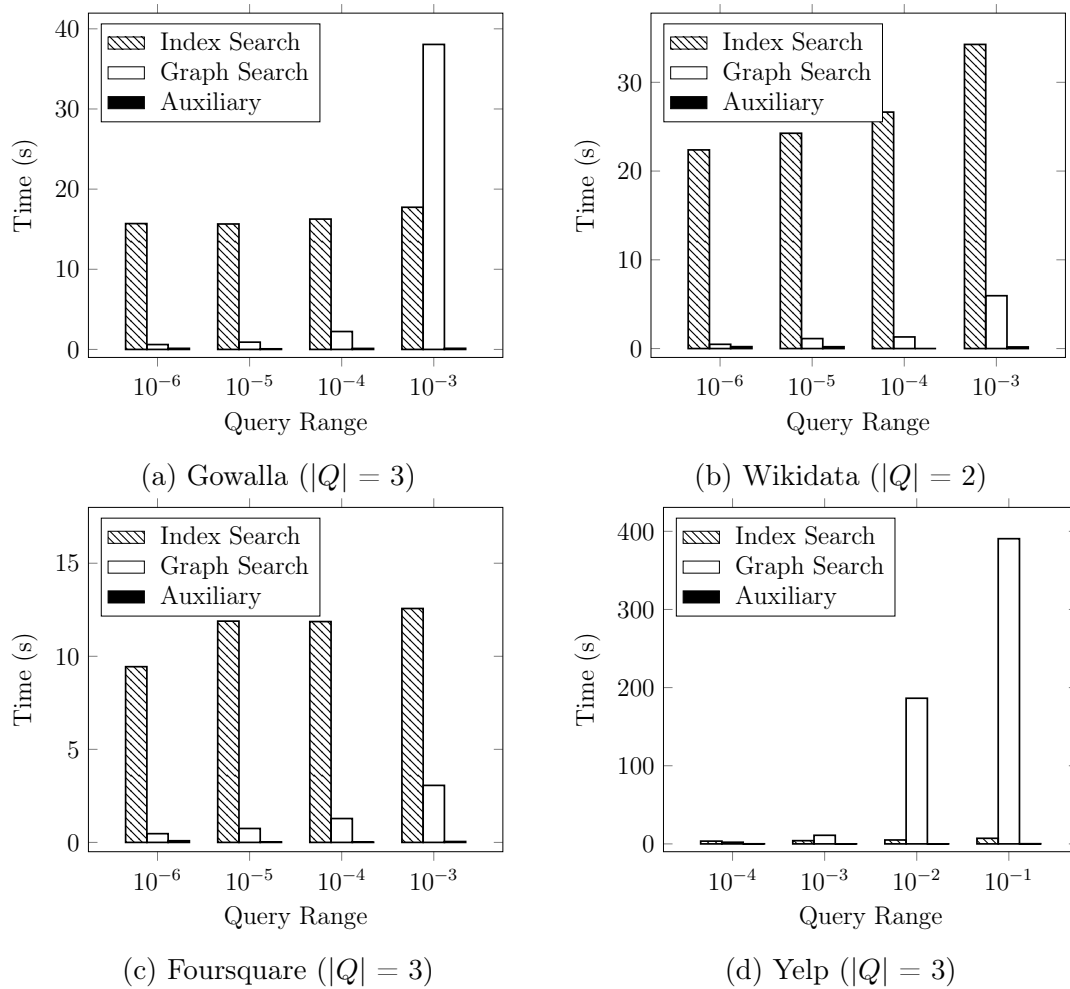 40
30
20
10
0
Time (s)
Index Search
Graph Search
Auxiliary
10⁻⁶ 10⁻⁵ 10⁻⁴ 10⁻³
Query Range
(a) Gowalla (|Q| = 3)
30
20
10
0
Time (s)
Index Search
Graph Search
Auxiliary
10⁻⁶ 10⁻⁵ 10⁻⁴ 10⁻³
Query Range
(b) Wikidata (|Q| = 2)
15
10
5
0
Time (s)
Index Search
Graph Search
Auxiliary
10⁻⁶ 10⁻⁵ 10⁻⁴ 10⁻³
Query Range
(c) Foursquare (|Q| = 3)
400
300
200
100
0
Time (s)
Index Search
Graph Search
Auxiliary
10⁻⁴ 10⁻³ 10⁻² 10⁻¹
Query Range
(d) Yelp (|Q| = 3)